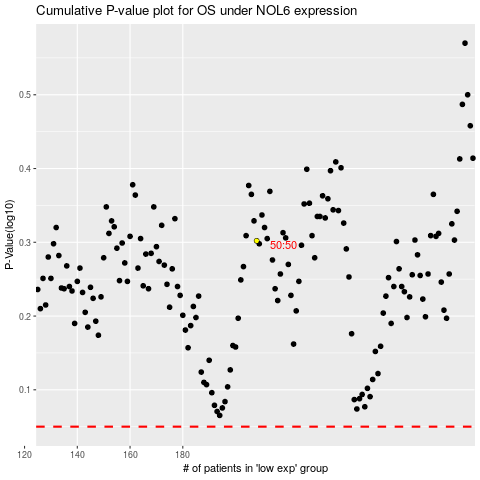 Cumulative P-value plot for OS under NOL6 expression
P-Value(log10)
0.5
0.4
0.3
0.2
0.1
50:50
120 140 160 180
# of patients in 'low exp' group